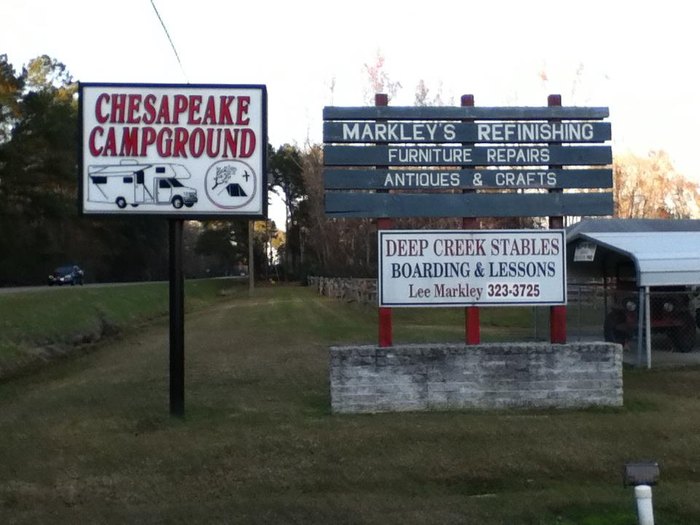 CHESAPEAKE
CAMPGROUND
MARKLEY'S REFINISHING
FURNITURE REPAIRS
ANTIQUES & CRAFTS
DEEP CREEK STABLES
BOARDING & LESSONS
Lee Markley 323-3725